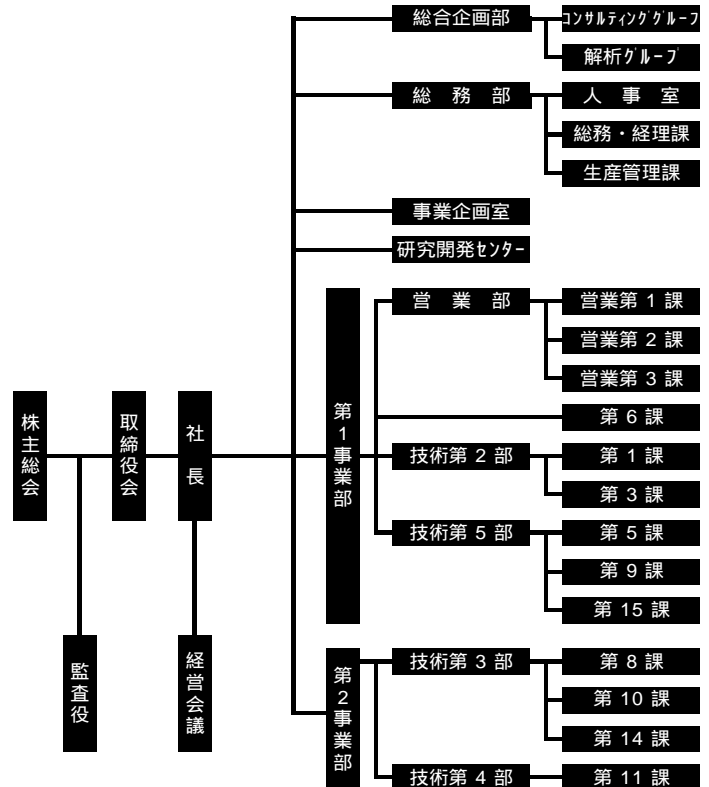 総合企画部
コンサルティンググループ
解析グループ
総務部
人事室
総務・経理課
生産管理課
事業企画室
研究開発センター
営業部
営業第1課
営業第2課
営業第3課
第6課
技術第2部
第1課
第3課
技術第5部
第5課
第9課
第15課
第1事業部
株主総会
取締役会
社長
監査役
経営会議
第2事業部
技術第3部
第8課
第10課
第14課
技術第4部
第11課